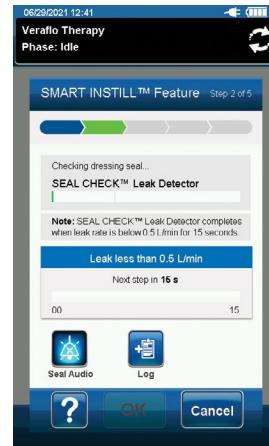 06/29/2021 12:41
Veraflo Therapy
Phase: Idle
SMART INSTILL™ Feature Step 2 of 5
Checking dressing seal...
SEAL CHECK™ Leak Detector
Note: SEAL CHECK™ Leak Detector completes
when leak rate is below 0.5 L/min for 15 seconds.
Leak less than 0.5 L/min
Next step in 15 s
00 15
Seal Audio Log
? OK Cancel